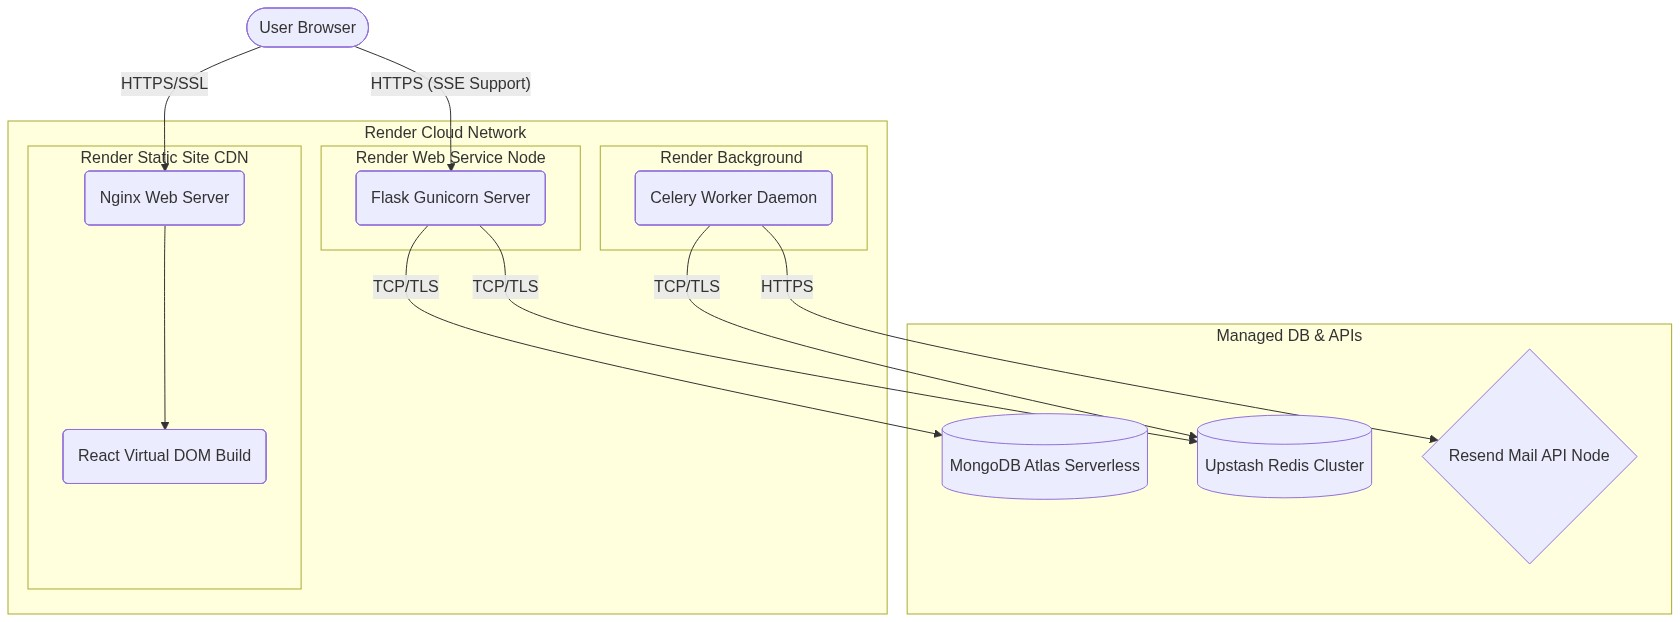 User Browser
HTTPS/SSL
HTTPS (SSE Support)
Render Cloud Network
Render Static Site CDN
Render Web Service Node
Render Background
Nginx Web Server
Flask Gunicorn Server
Celery Worker Daemon
TCP/TLS
TCP/TLS
TCP/TLS
HTTPS
Managed DB & APIs
React Virtual DOM Build
MongoDB Atlas Serverless
Upstash Redis Cluster
Resend Mail API Node